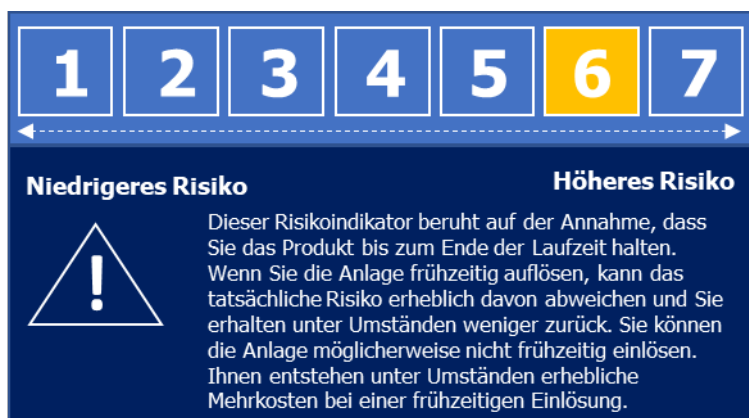 1 2 3 4 5 6 7
Niedrigeres Risiko
Höheres Risiko
!
Dieser Risikoindikator beruht auf der Annahme, dass
Sie das Produkt bis zum Ende der Laufzeit halten.
Wenn Sie die Anlage frühzeitig auflösen, kann das
tatsächliche Risiko erheblich davon abweichen und Sie
erhalten unter Umständen weniger zurück. Sie können
die Anlage möglicherweise nicht frühzeitig einlösen.
Ihnen entstehen unter Umständen erhebliche
Mehrkosten bei einer frühzeitigen Einlösung.